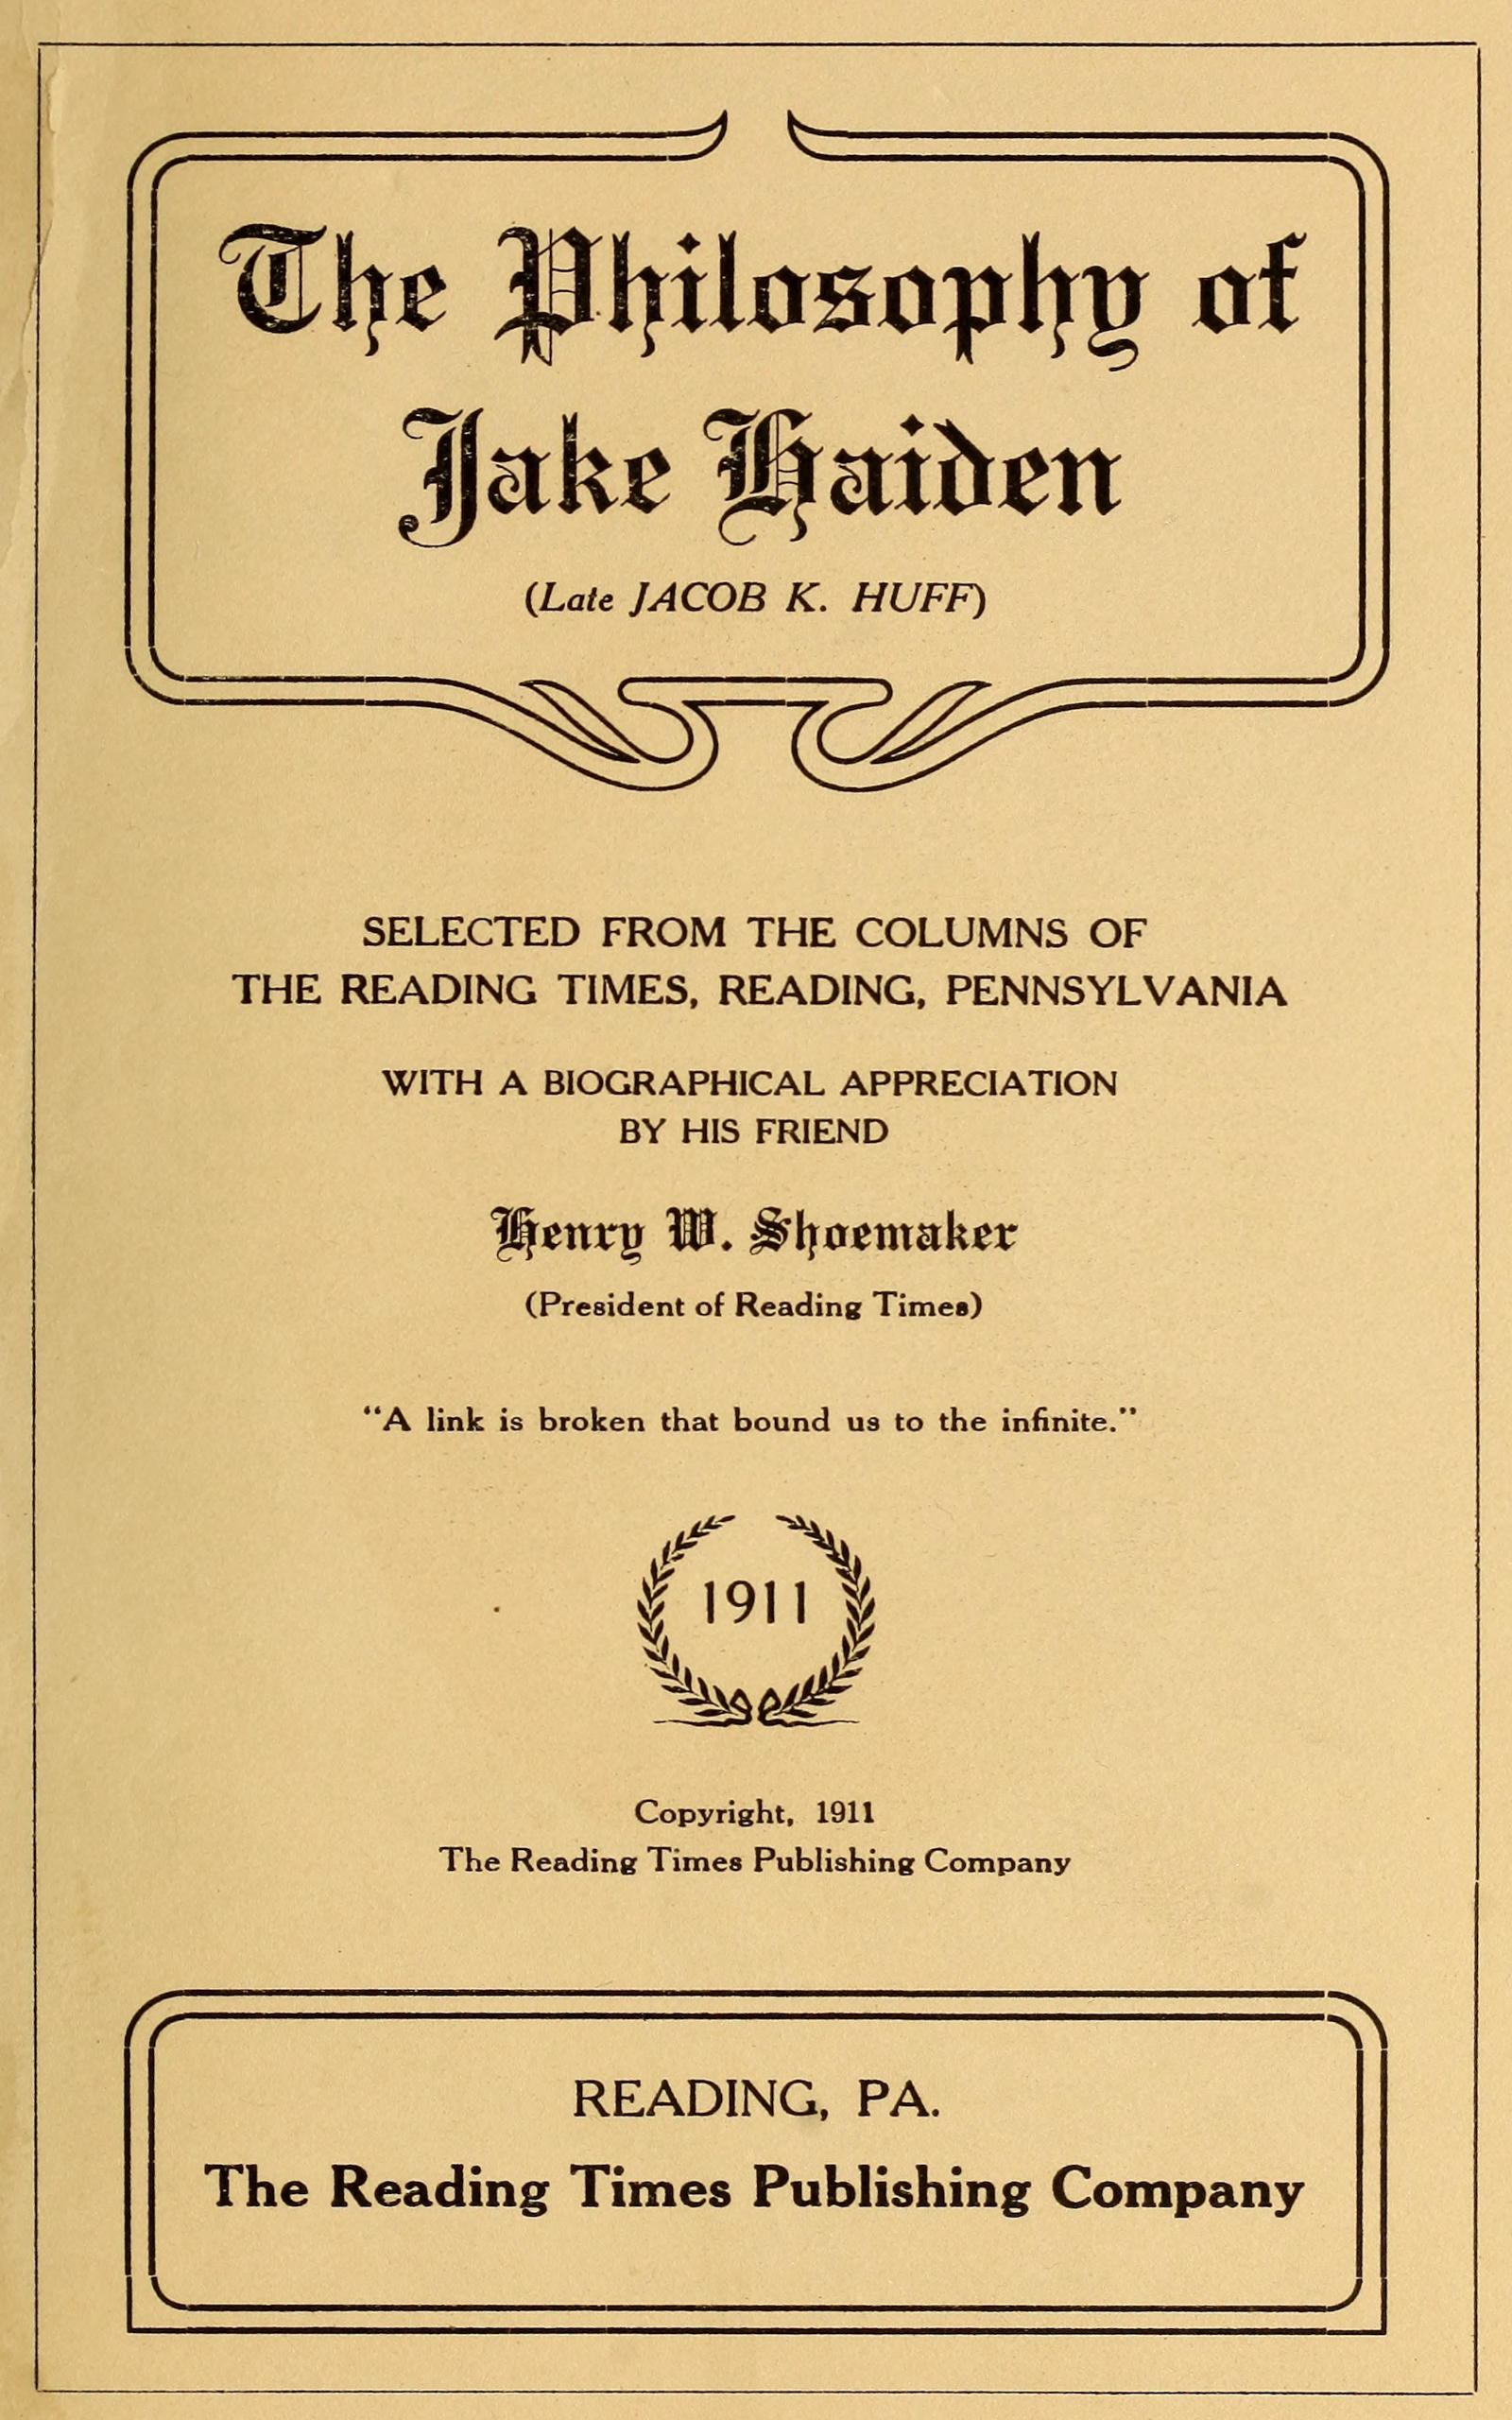 The Philosophy of
Jake Haiden
(Late JACOB K. HUFF)
SELECTED FROM THE COLUMNS OF
THE READING TIMES, READING, PENNSYLVANIA
WITH A BIOGRAPHICAL APPRECIATION
BY HIS FRIEND
Henry W. Shoemaker
(President of Reading Times)
"A link is broken that bound us to the infinite."
1911
Copyright, 1911
The Reading Times Publishing Company
READING, PA.
The Reading Times Publishing Company